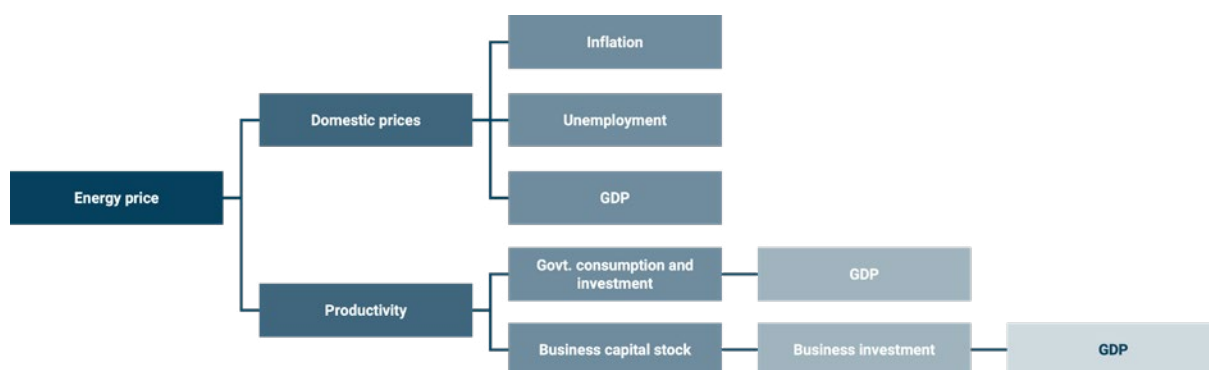 Inflation
Domestic prices
Unemployment
Energy price
GDP
Govt. consumption and
investment
GDP
Productivity
Business capital stock
Business investment
GDP